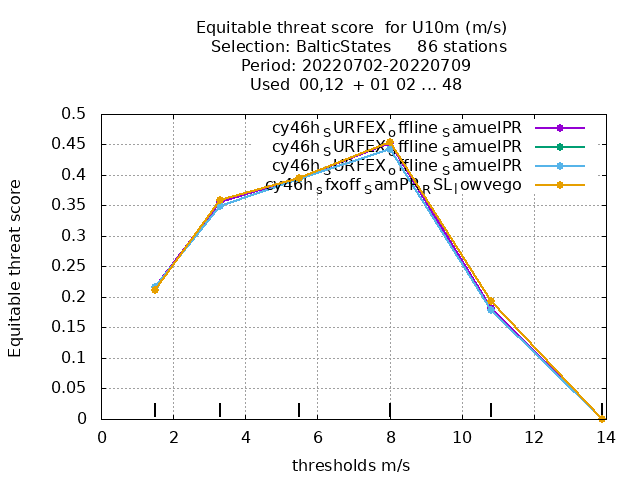 Equitable threat score  for U10m (m/s)
Selection: BalticStates     86 stations
Period: 20220702-20220709
Used  00,12  + 01 02 ... 48
0.5
0.45
0.4
0.35
0.3
0.25
0.2
0.15
0.1
0.05
0
Equitable threat score
cy46h_SURFEX_offline_SamuelPR
cy46h_SURFEX_offline_SamuelPR
cy46h_SURFEX_offline_SamuelPR
cy46h_sfxoff_SamPR_RSL_lowvego
0 2 4 6 8 10 12 14
thresholds m/s